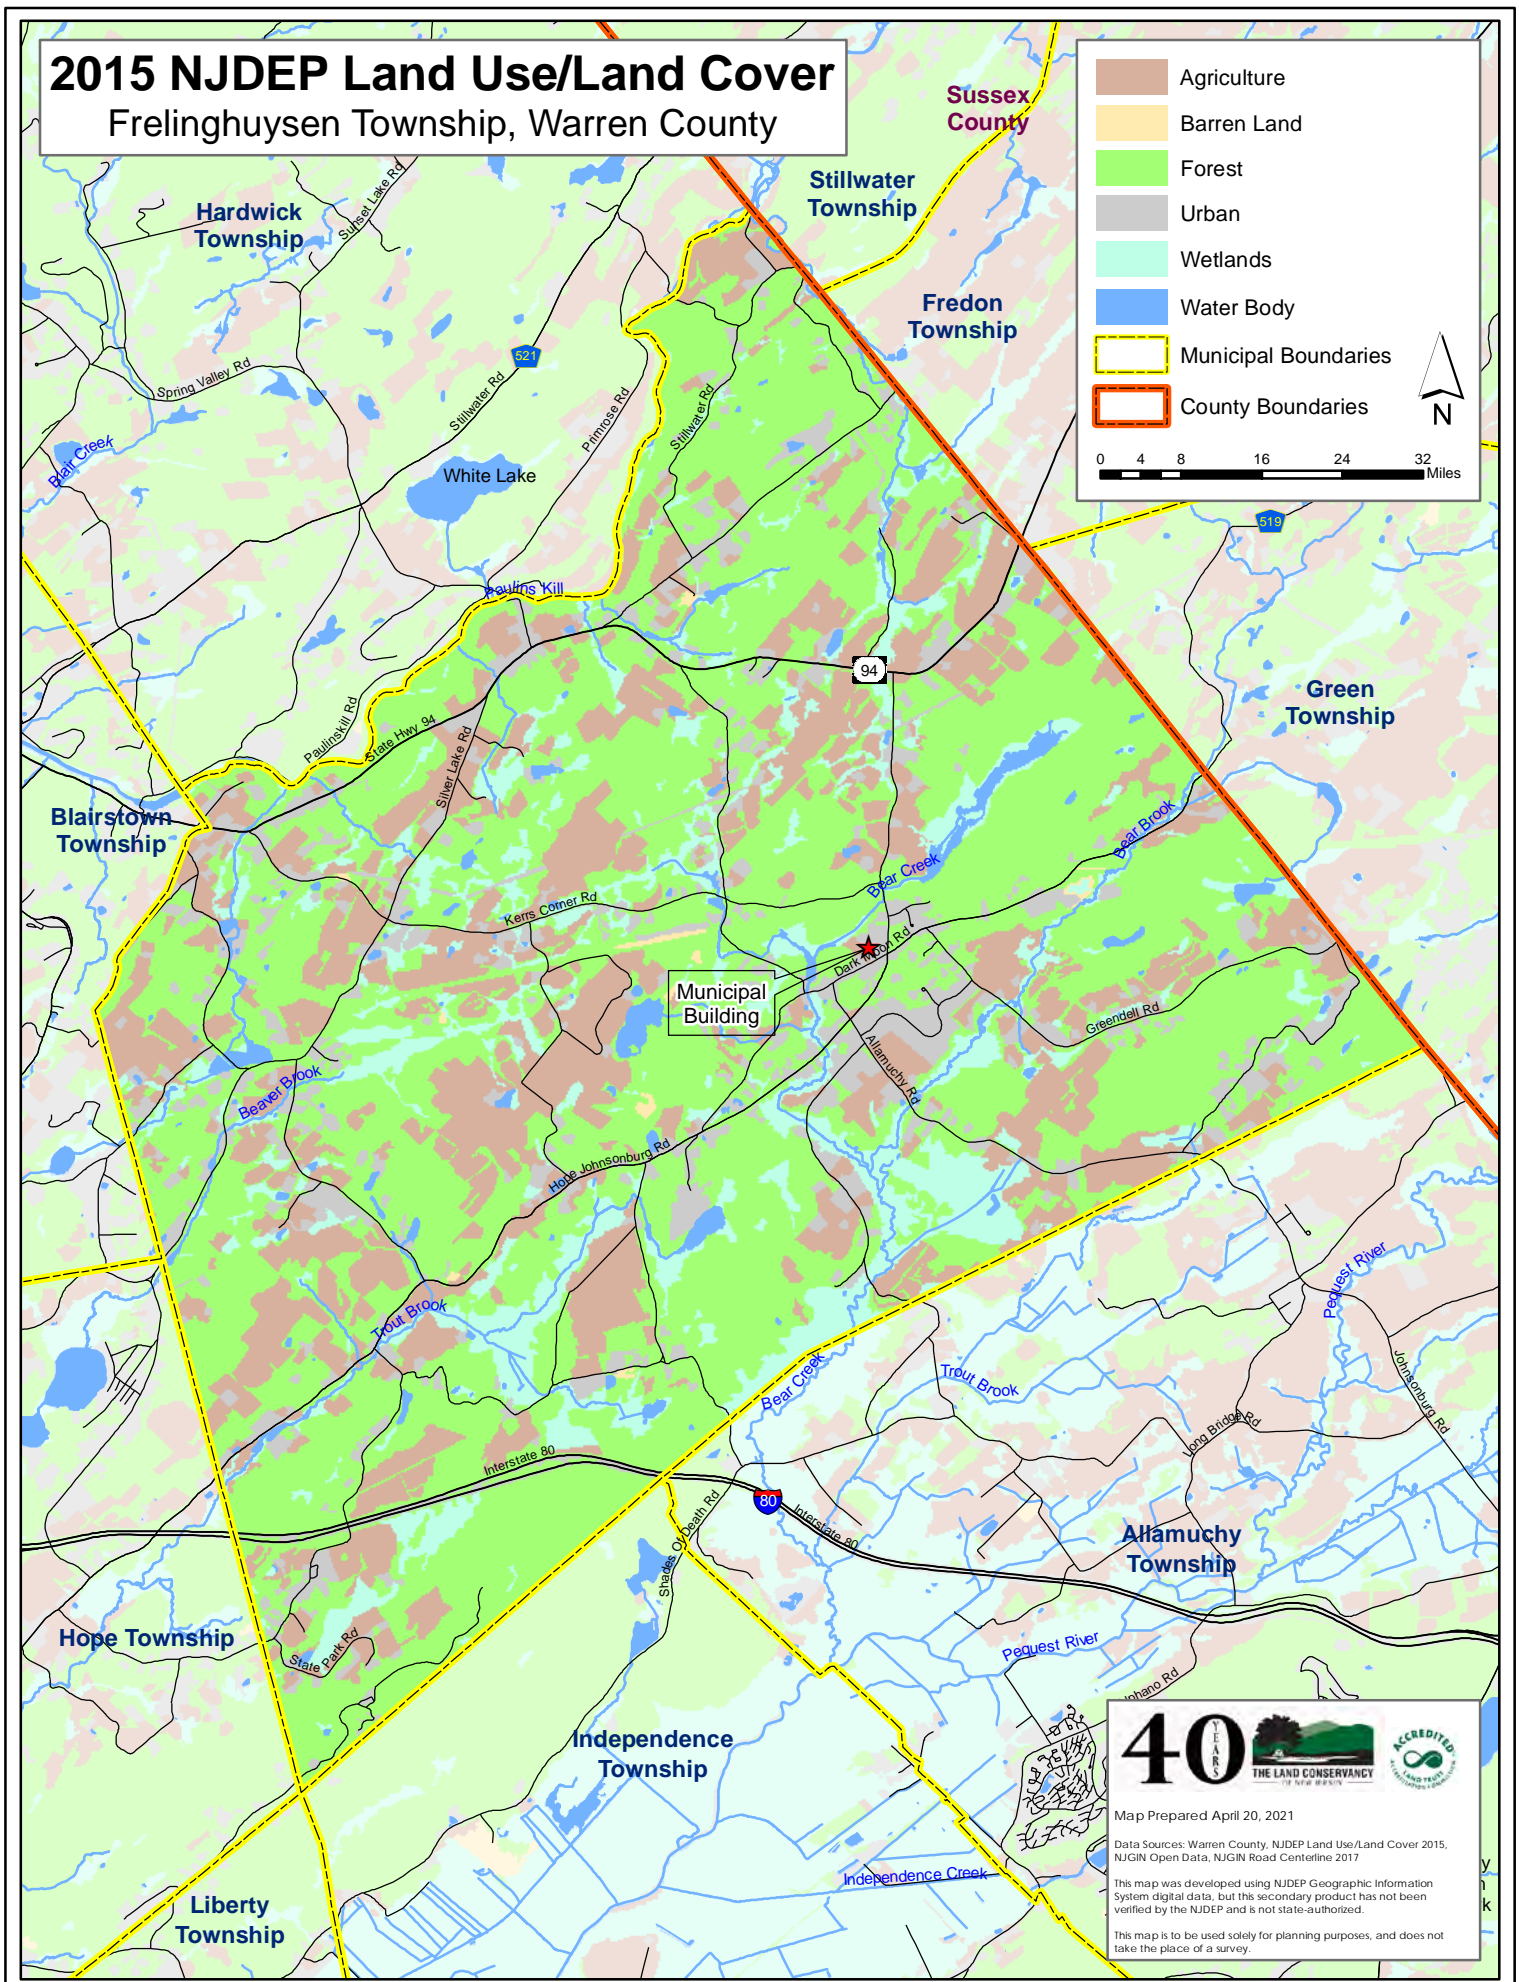 2015 NJDEP Land Use/Land Cover
Frelinghuysen Township, Warren County
Agriculture
Barren Land
Forest
Urban
Wetlands
Water Body
Municipal Boundaries
County Boundaries
N
0 4 8 16 24 32
Miles
Sussex
County
Stillwater
Township
Hardwick
Township
Sunset Lake Rd
Fredon
Township
521
Spring Valley Rd
Stillwater Rd
Primrose Rd
Stillwater Rd
Blair Creek
White Lake
519
Paulins Kill
94
Green
Township
Paulinskill Rd
State Hwy 94
Silver Lake Rd
Blairstown
Township
Bear Brook
Bear Creek
Kerrs Corner Rd
Dark Moon Rd
Municipal
Building
Greendell Rd
Allamuchy Rd
Beaver Brook
Hope Johnsonburg Rd
Pequest River
Trout Brook
Bear Creek
Trout Brook
Johnsonburg Rd
Long Bridge Rd
Interstate 80
80
Interstate 80
Shades Of Death Rd
Allamuchy
Township
Hope Township
State Park Rd
Pequest River
Independence
Township
Independence Creek
Liberty
Township
40
YEARS
THE LAND CONSERVANCY
OF NEW JERSEY
ACCREDITED
LAND TRUST
Map Prepared April 20, 2021
Data Sources: Warren County, NJDEP Land Use/Land Cover 2015,
NJGIN Open Data, NJGIN Road Centerline 2017
This map was developed using NJDEP Geographic Information
System digital data, but this secondary product has not been
verified by the NJDEP and is not state-authorized.
This map is to be used solely for planning purposes, and does not
take the place of a survey.